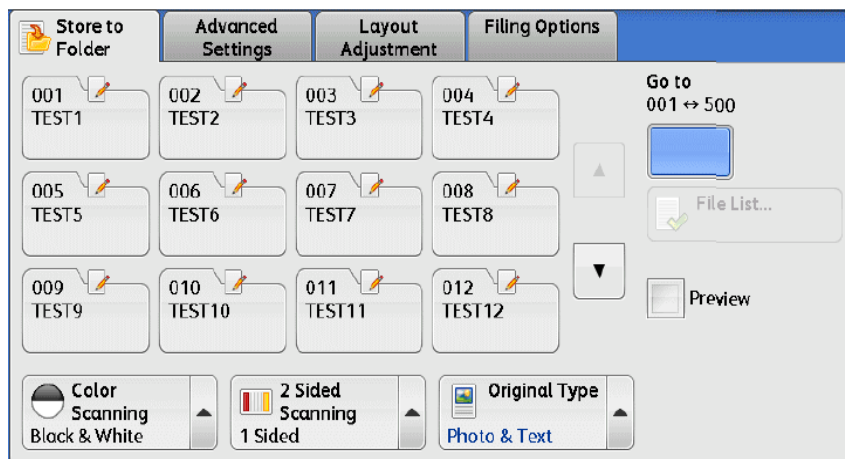 Store to
Folder
Advanced
Settings
Layout
Adjustment
Filing Options
001
TEST1
002
TEST2
003
TEST3
004
TEST4
Go to
001 ↔ 500
005
TEST5
006
TEST6
007
TEST7
008
TEST8
File List...
009
TEST9
010
TEST10
011
TEST11
012
TEST12
Preview
Color
Scanning
Black & White
2 Sided
Scanning
1 Sided
Original Type
Photo & Text